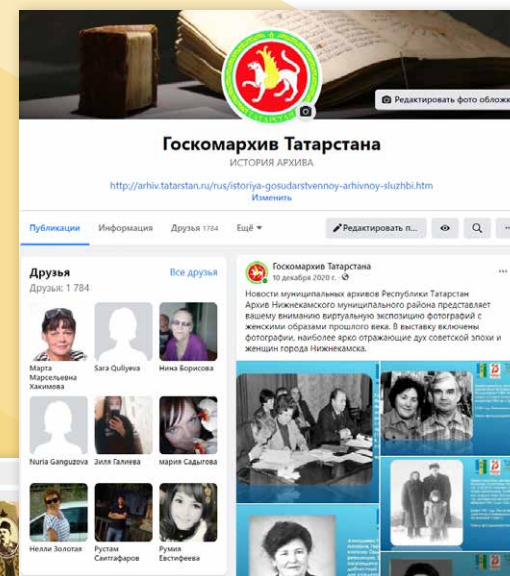 Редактировать фото обложк
Госкомархив Татарстана
ИСТОРИЯ АРХИВА
http://arhiv.tatarstan.ru/rus/istoriya-gosudarstvennoy-arhivnoy-sluzhbi.htm
Изменить
Публикации Информация Друзья 1784 Ещё Редактировать п...
Друзья Все друзья
Друзья: 1 784
Марта
Марсельевна
Хакимова
Sara Quliyeva
Нина Борисова
Nuria Ganguzova
Зиля Галиева
мария Садыгова
Нелли Золотая
Рустам
Саитгафаров
Румия
Евстифеева
Госкомархив Татарстана
10 декабря 2020 г.
Новости муниципальных архивов Республики Татарстан
Архив Нижнекамского муниципального района представляет
вашему вниманию виртуальную экспозицию фотографий с
женскими образами прошлого века. В выставку включены
фотографии, наиболее ярко отражающие дух советской эпохи и
женщин города Нижнекамска.